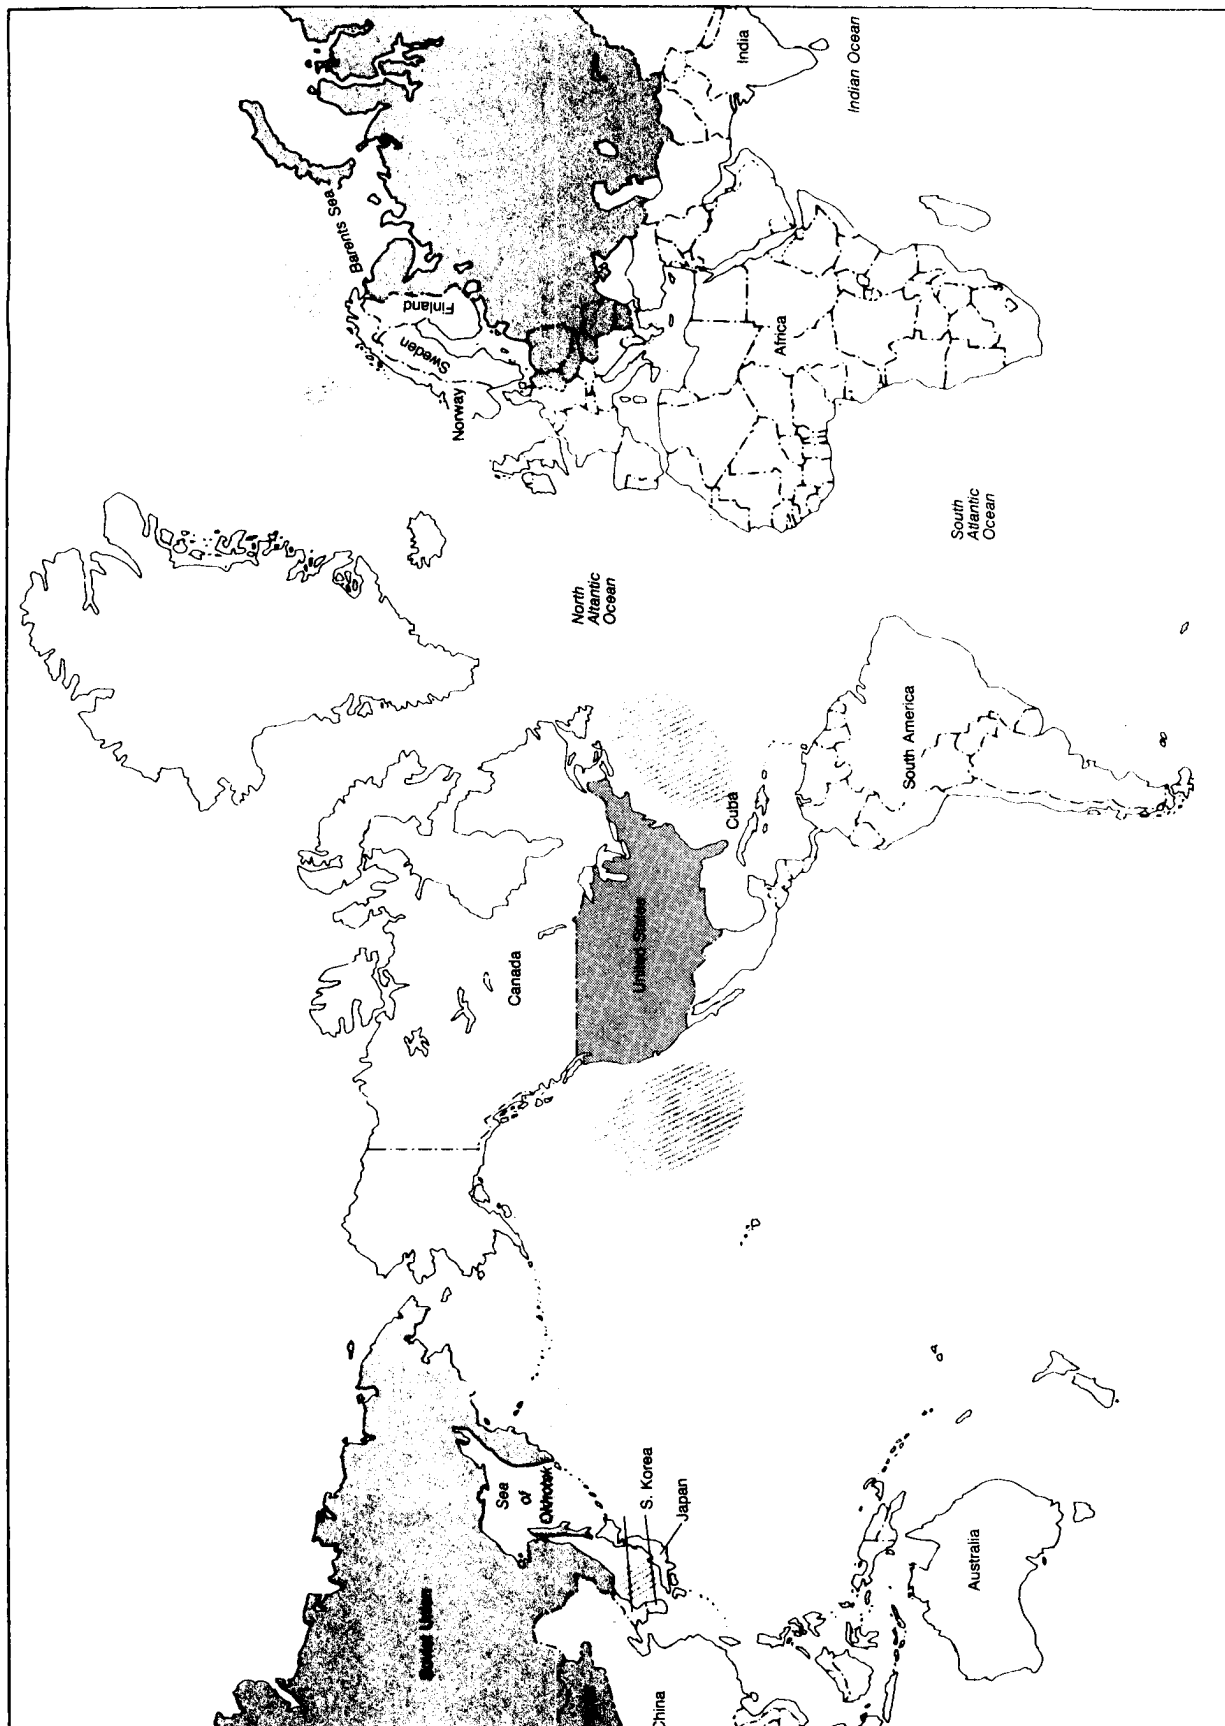 Soviet Union
China
Sea
of
Okhotsk
S. Korea
Japan
Australia
Canada
United States
Cuba
South America
North
Altantic
Ocean
South
Atlantic
Ocean
Norway
Sweden
Finland
Barents Sea
Africa
India
Indian Ocean